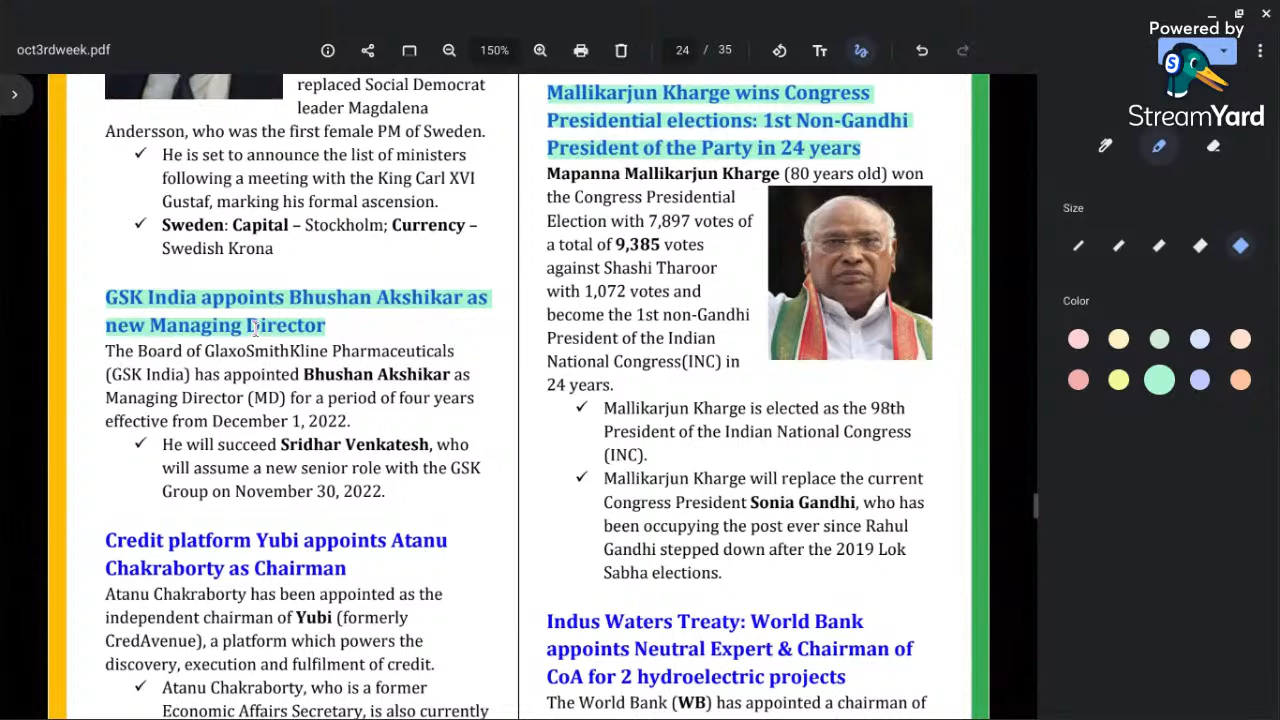 oct3rdweek.pdf
150%
24 / 35
Powered by
StreamYard
replaced Social Democrat
leader Magdalena
Andersson, who was the first female PM of Sweden.
✓ He is set to announce the list of ministers
following a meeting with the King Carl XVI
Gustaf, marking his formal ascension.
✓ Sweden: Capital – Stockholm; Currency –
Swedish Krona
GSK India appoints Bhushan Akshikar as
new Managing Director
The Board of GlaxoSmithKline Pharmaceuticals
(GSK India) has appointed Bhushan Akshikar as
Managing Director (MD) for a period of four years
effective from December 1, 2022.
✓ He will succeed Sridhar Venkatesh, who
will assume a new senior role with the GSK
Group on November 30, 2022.
Credit platform Yubi appoints Atanu
Chakraborty as Chairman
Atanu Chakraborty has been appointed as the
independent chairman of Yubi (formerly
CredAvenue), a platform which powers the
discovery, execution and fulfilment of credit.
✓ Atanu Chakraborty, who is a former
Economic Affairs Secretary, is also currently
Mallikarjun Kharge wins Congress
Presidential elections: 1st Non-Gandhi
President of the Party in 24 years
Mapanna Mallikarjun Kharge (80 years old) won
the Congress Presidential
Election with 7,897 votes of
a total of 9,385 votes
against Shashi Tharoor
with 1,072 votes and
become the 1st non-Gandhi
President of the Indian
National Congress(INC) in
24 years.
✓ Mallikarjun Kharge is elected as the 98th
President of the Indian National Congress
(INC).
✓ Mallikarjun Kharge will replace the current
Congress President Sonia Gandhi, who has
been occupying the post ever since Rahul
Gandhi stepped down after the 2019 Lok
Sabha elections.
Indus Waters Treaty: World Bank
appoints Neutral Expert & Chairman of
CoA for 2 hydroelectric projects
The World Bank (WB) has appointed a chairman of
Size
Color